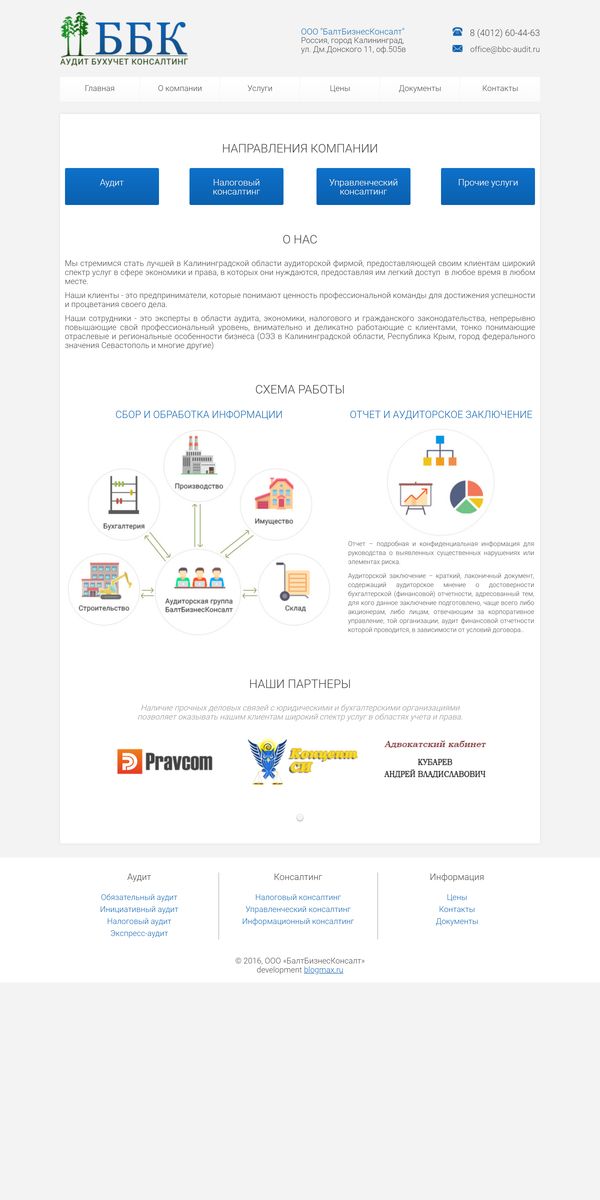 ББК
АУДИТ БУХУЧЕТ КОНСАЛТИНГ
ООО "БалтБизнесКонсалт"
Россия, город Калининград,
ул. Дм.Донского 11, оф.505в
8 (4012) 60-44-63
office@bbc-audit.ru
Главная
О компании
Услуги
Цены
Документы
Контакты
НАПРАВЛЕНИЯ КОМПАНИИ
Аудит
Налоговый
консалтинг
Управленческий
консалтинг
Прочие услуги
О НАС
Мы стремимся стать лучшей в Калининградской области аудиторской фирмой, предоставляющей своим клиентам широкий
спектр услуг в сфере экономики и права, в которых они нуждаются, предоставляя им легкий доступ в любое время в любом
месте.
Наши клиенты - это предприниматели, которые понимают ценность профессиональной команды для достижения успешности
и процветания своего дела.
Наши сотрудники - это эксперты в области аудита, экономики, налогового и гражданского законодательства, непрерывно
повышающие свой профессиональный уровень, внимательно и деликатно работающие с клиентами, тонко понимающие
отраслевые и региональные особенности бизнеса (ОЭЗ в Калининградской области, Республика Крым, город федерального
значения Севастополь и многие другие)
СХЕМА РАБОТЫ
СБОР И ОБРАБОТКА ИНФОРМАЦИИ
Производство
Бухгалтерия
Имущество
Строительство
Аудиторская группа
БалтБизнесКонсалт
Склад
ОТЧЕТ И АУДИТОРСКОЕ ЗАКЛЮЧЕНИЕ
Отчет – подробная и конфиденциальная информация для
руководства о выявленных существенных нарушениях или
элементах риска.
Аудиторской заключение – краткий, лаконичный документ,
содержащий аудиторское мнение о достоверности
бухгалтерской (финансовой) отчетности, адресованный тем,
для кого данное заключение подготовлено, чаще всего либо
акционерам, либо лицам, отвечающим за корпоративное
управление, той организации, аудит финансовой отчетности
которой проводится, в зависимости от условий договора..
НАШИ ПАРТНЕРЫ
Наличие прочных деловых связей с юридическими и бухгалтерскими организациями
позволяет оказывать нашим клиентам широкий спектр услуг в областях учета и права.
Pravcom
Концепт
СИ
Адвокатский кабинет
КУБАРЕВ
АНДРЕЙ ВЛАДИСЛАВОВИЧ
Аудит
Обязательный аудит
Инициативный аудит
Налоговый аудит
Экспресс-аудит
Консалтинг
Налоговый консалтинг
Управленческий консалтинг
Информационный консалтинг
Информация
Цены
Контакты
Документы
© 2016, ООО «БалтБизнесКонсалт»
development blogmax.ru